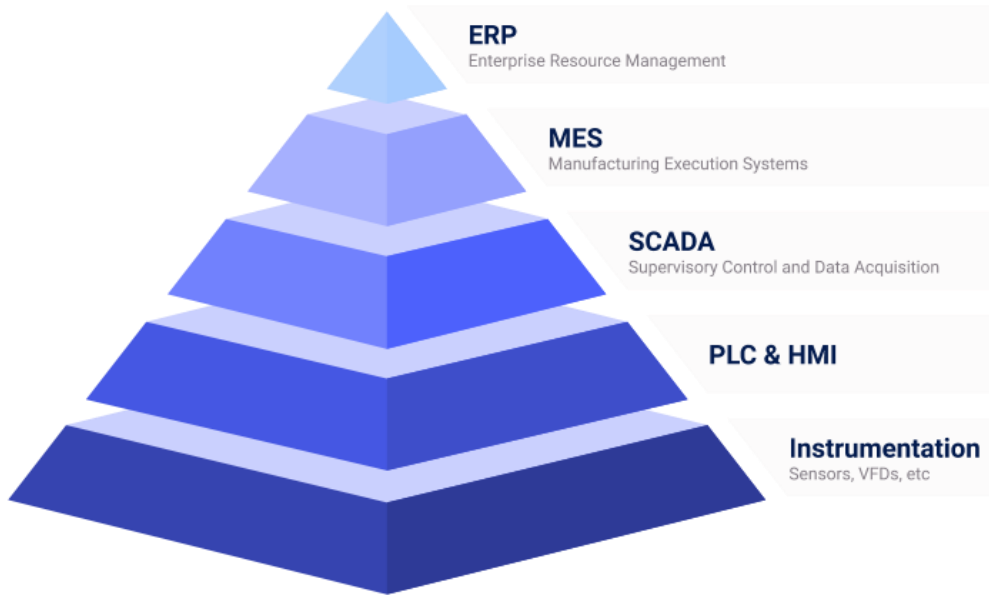 ERP
Enterprise Resource Management
MES
Manufacturing Execution Systems
SCADA
Supervisory Control and Data Acquisition
PLC & HMI
Instrumentation
Sensors, VFDs, etc